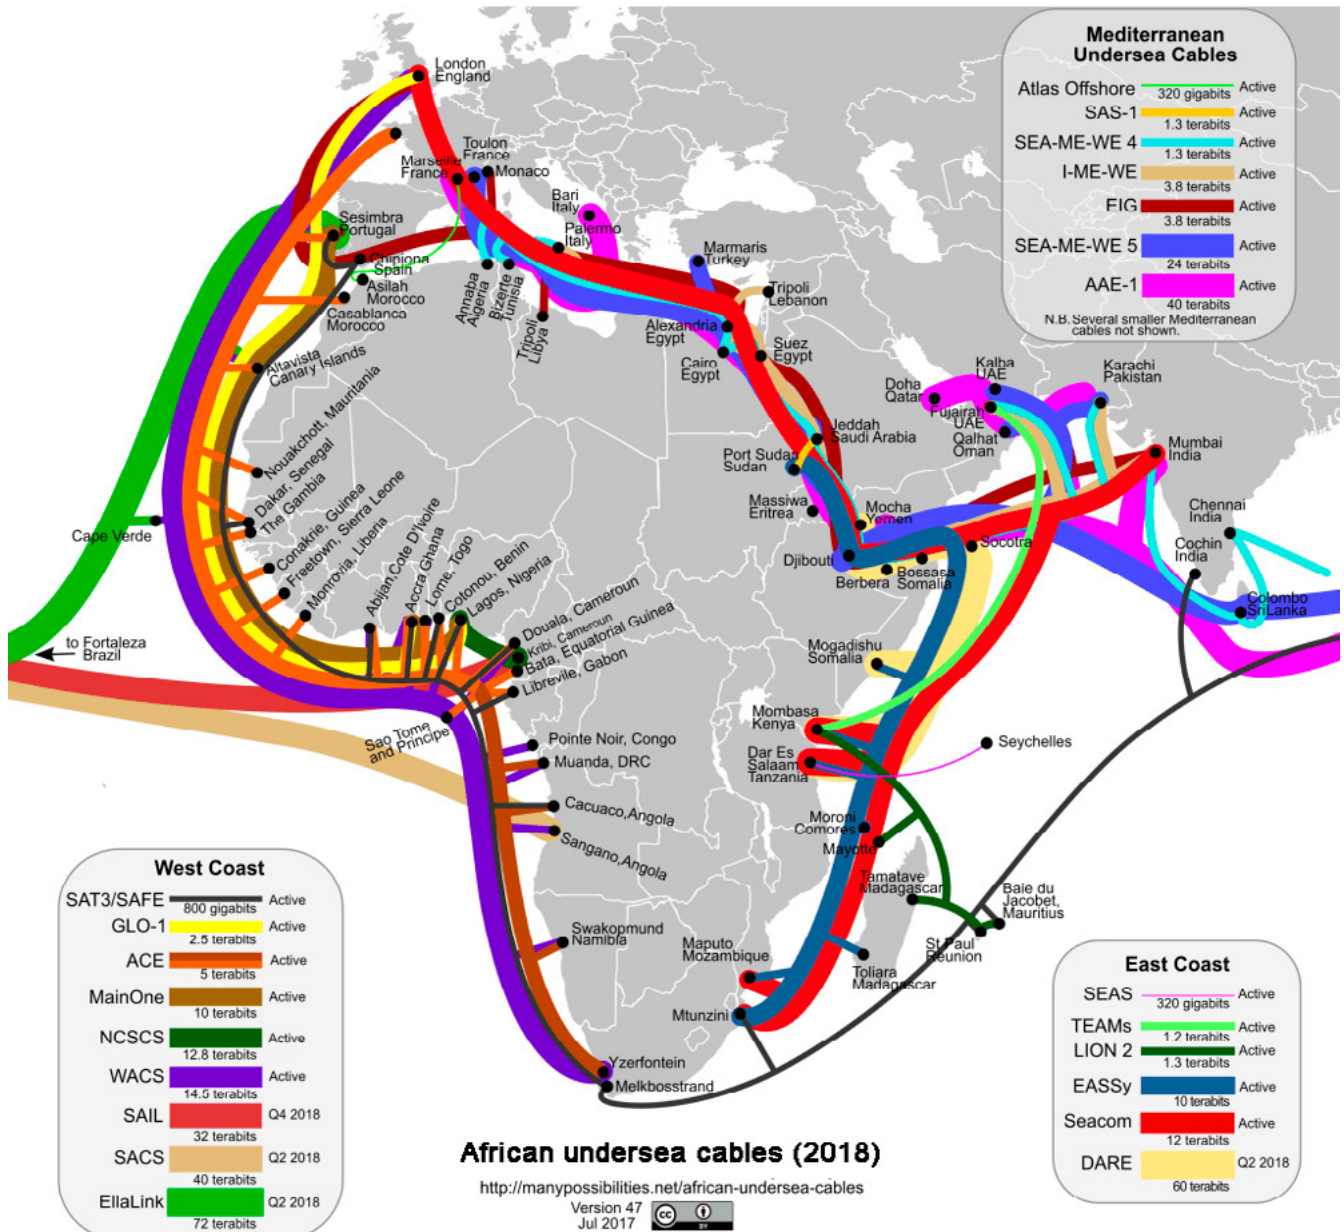 London
England
Toulon
France
Marseille
France
Monaco
Bari
Italy
Palermo
Italy
Marmaris
Turkey
Tripoli
Lebanon
Sesimbra
Portugal
Chipiona
Spain
Asilah
Morocco
Casablanca
Morocco
Annaba
Ageria
Bizerte
Tunisia
Tripoli
Libya
Alexandria
Egypt
Cairo
Egypt
Suez
Egypt
Altavista
Canary Islands
Doha
Qatar
Kalba
UAE
Fujairah
UAE
Qalhat
Oman
Karachi
Pakistan
Jeddah
Saudi Arabia
Port Sudan
Sudan
Mumbai
India
Massiwa
Eritrea
Mocha
Yemen
Chennai
India
Cochin
India
Colombo
SriLanka
Djibouti
Berbera
Bossasa
Somalia
Socotra
Nouakchott, Mauritania
Dakar, Senegal
The Gambia
Conakrie, Guinea
Freetown, Sierra Leone
Monrovia, Liberia
Abijan,Cote D'Ivoire
Accra,Ghana
Lome, Togo
Cotonou, Benin
Lagos, Nigeria
Douala, Cameroun
Kribi, Cameroun
Bata, Equatorial Guinea
Libreville, Gabon
Cape Verde
to Fortaleza
Brazil
Sao Tome
and Principe
Pointe Noir, Congo
Muanda, DRC
Cacuaco,Angola
Sangano,Angola
Swakopmund
Namibia
Yzerfontein
Melkbosstrand
Mogadishu
Somalia
Mombasa
Kenya
Dar Es
Salaam,
Tanzania
Seychelles
Moroni
Comores
Mayotte
Tamatave
Madagascar
Baie du
Jacobet,
Mauritius
St Paul
Reunion
Toliara
Madagascar
Maputo
Mozambique
Mtunzini
Mediterranean
Undersea Cables
Atlas Offshore 320 gigabits Active
SAS-1 1.3 terabits Active
SEA-ME-WE 4 1.3 terabits Active
I-ME-WE 3.8 terabits Active
EIG 3.8 terabits Active
SEA-ME-WE 5 24 terabits Active
AAE-1 40 terabits Active
N.B. Several smaller Mediterranean
cables not shown.
West Coast
SAT3/SAFE 800 gigabits Active
GLO-1 2.5 terabits Active
ACE 5 terabits Active
MainOne 10 terabits Active
NCSCS 12.8 terabits Active
WACS 14.5 terabits Active
SAIL 32 terabits Q4 2018
SACS 40 terabits Q2 2018
EllaLink 72 terabits Q2 2018
East Coast
SEAS 320 gigabits Active
TEAMs 1.2 terabits Active
LION 2 1.3 terabits Active
EASSy 10 terabits Active
Seacom 12 terabits Active
DARE 60 terabits Q2 2018
African undersea cables (2018)
http://manypossibilities.net/african-undersea-cables
Version 47
Jul 2017
cc
BY